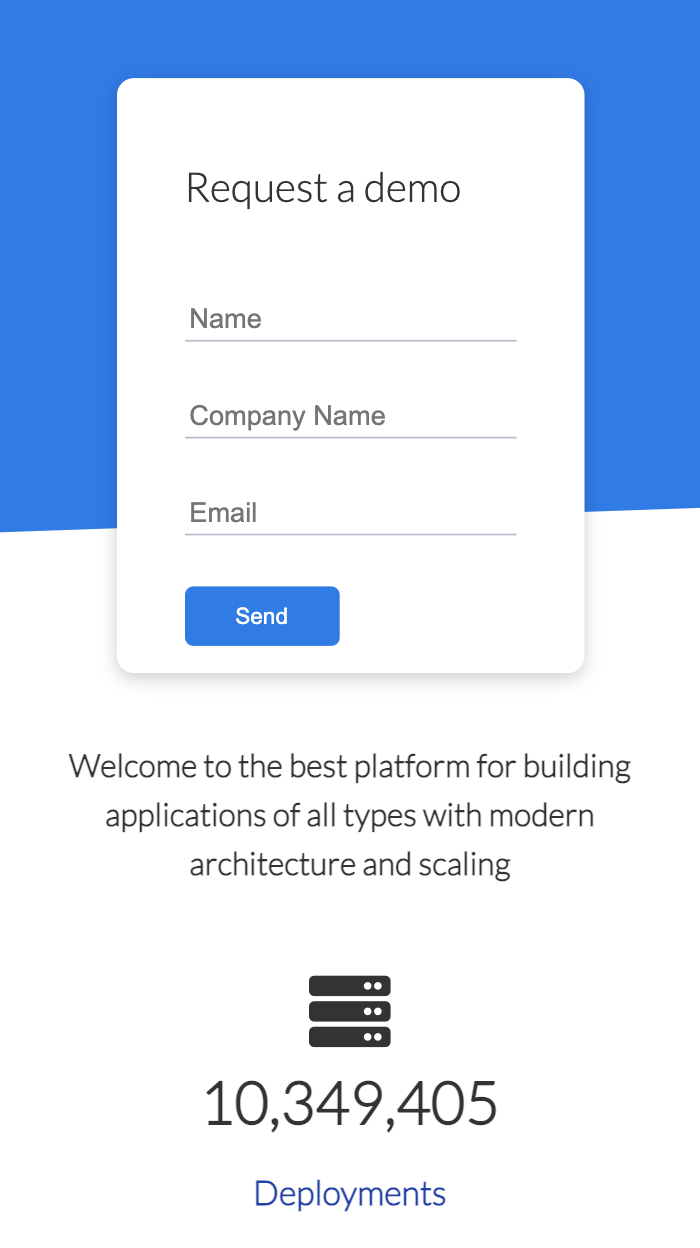 Request a demo
Name
Company Name
Email
Send
Welcome to the best platform for building
applications of all types with modern
architecture and scaling
10,349,405
Deployments